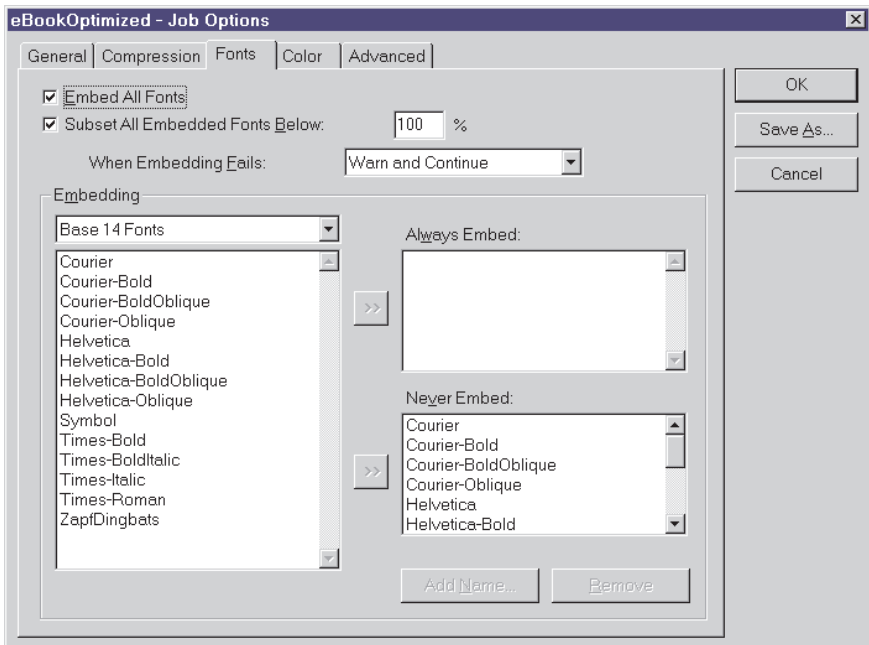 eBookOptimized - Job Options
General Compression Fonts Color Advanced
Embed All Fonts
Subset All Embedded Fonts Below: 100 %
When Embedding Fails: Warn and Continue
Embedding
Base 14 Fonts
Courier
Courier-Bold
Courier-BoldOblique
Courier-Oblique
Helvetica
Helvetica-Bold
Helvetica-BoldOblique
Helvetica-Oblique
Symbol
Times-Bold
Times-BoldItalic
Times-Italic
Times-Roman
ZapfDingbats
>>
>>
Always Embed:
Never Embed:
Courier
Courier-Bold
Courier-BoldOblique
Courier-Oblique
Helvetica
Helvetica-Bold
Add Name... Remove
OK
Save As...
Cancel